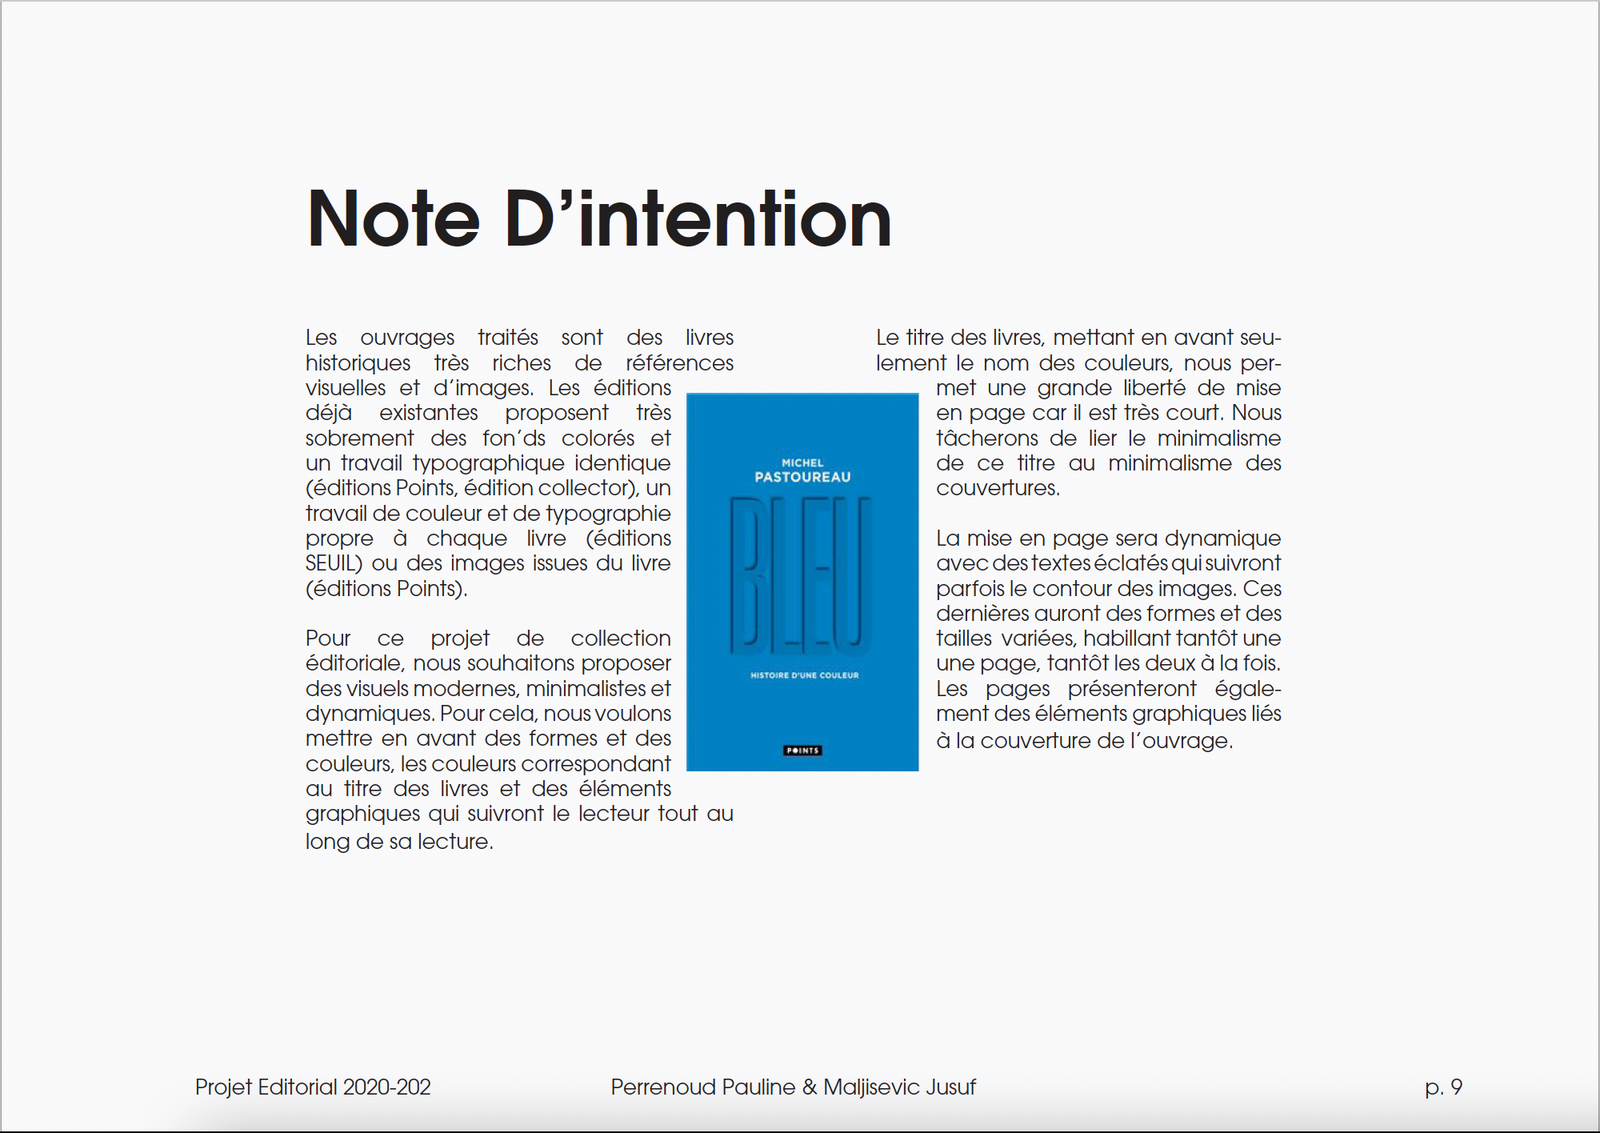 Note D’intention
Les ouvrages traités sont des livres
historiques très riches de références
visuelles et d’images. Les éditions
déjà existantes proposent très
sobrement des fon’ds colorés et
un travail typographique identique
(éditions Points, édition collector), un
travail de couleur et de typographie
propre à chaque livre (éditions
SEUIL) ou des images issues du livre
(éditions Points).
Pour ce projet de collection
éditoriale, nous souhaitons proposer
des visuels modernes, minimalistes et
dynamiques. Pour cela, nous voulons
mettre en avant des formes et des
couleurs, les couleurs correspondant
au titre des livres et des éléments
graphiques qui suivront le lecteur tout au
long de sa lecture.
MICHEL
PASTOUREAU
BLEU
HISTOIRE D'UNE COULEUR
POINTS
Le titre des livres, mettant en avant seu-
lement le nom des couleurs, nous per-
met une grande liberté de mise
en page car il est très court. Nous
tâcherons de lier le minimalisme
de ce titre au minimalisme des
couvertures.
La mise en page sera dynamique
avec des textes éclatés qui suivront
parfois le contour des images. Ces
dernières auront des formes et des
tailles variées, habillant tantôt une
une page, tantôt les deux à la fois.
Les pages présenteront égale-
ment des éléments graphiques liés
à la couverture de l’ouvrage.
Projet Editorial 2020-202
Perrenoud Pauline & Maljisevic Jusuf
p. 9